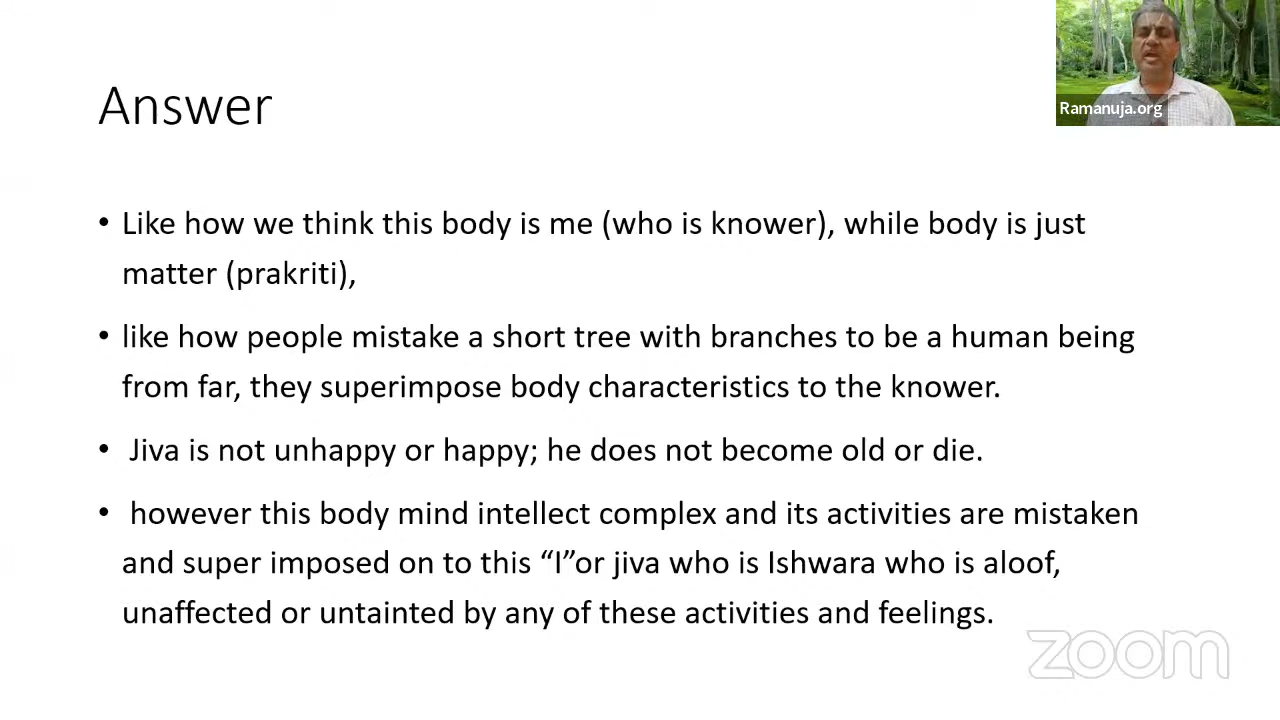 Ramanuja.org
Answer
• Like how we think this body is me (who is knower), while body is just
matter (prakriti),
• like how people mistake a short tree with branches to be a human being
from far, they superimpose body characteristics to the knower.
• Jiva is not unhappy or happy; he does not become old or die.
• however this body mind intellect complex and its activities are mistaken
and super imposed on to this “I”or jiva who is Ishwara who is aloof,
unaffected or untainted by any of these activities and feelings.
zoom